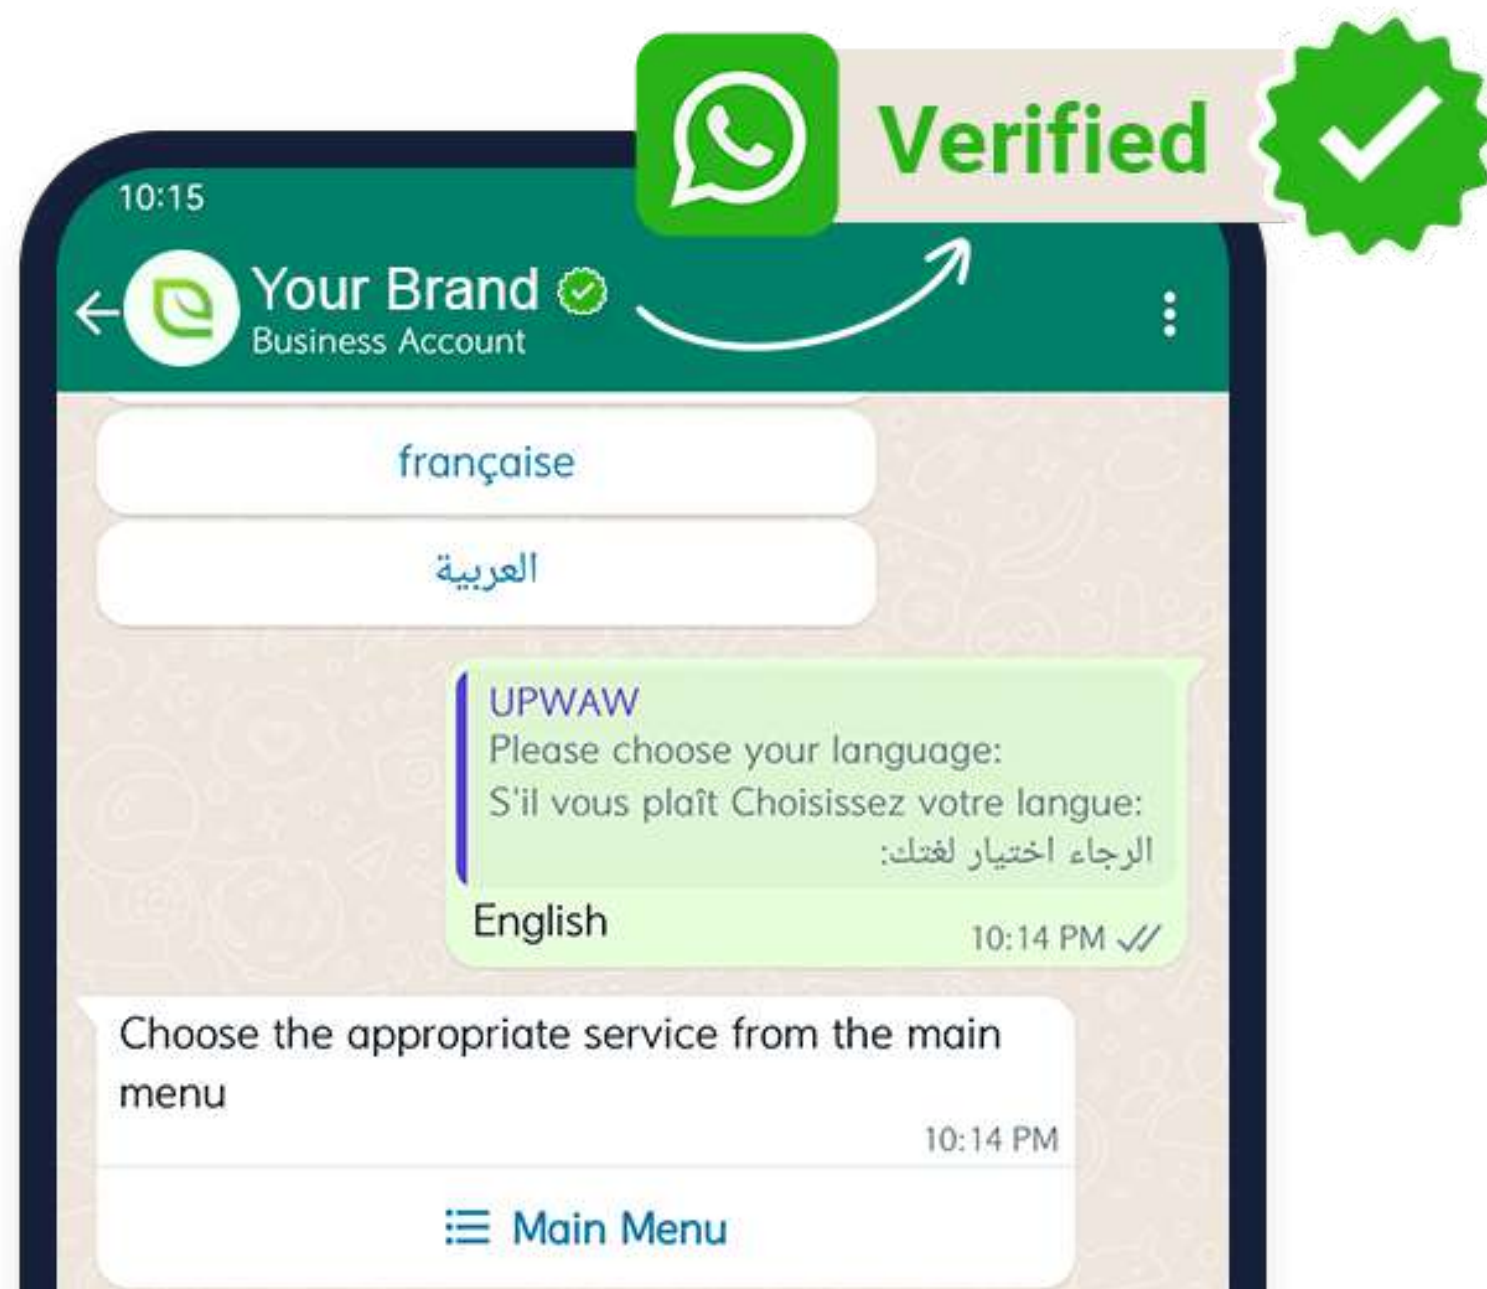 Verified
10:15
Your Brand
Business Account
française
العربية
UPWAW
Please choose your language:
S'il vous plaît Choisissez votre langue:
الرجاء اختيار لغتك:
English
10:14 PM
Choose the appropriate service from the main
menu
10:14 PM
Main Menu